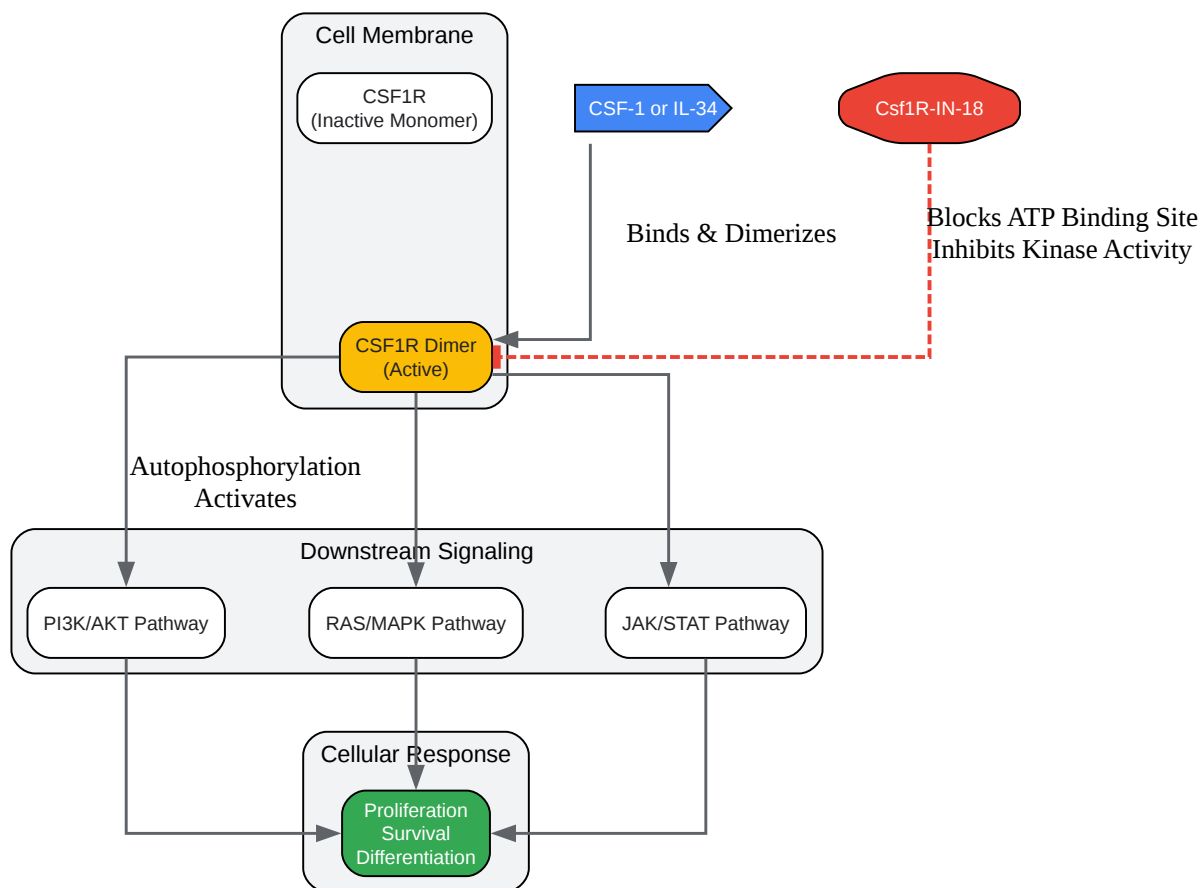 Cell Membrane
CSF1R
(Inactive Monomer)
CSF-1 or IL-34
Csf1R-IN-18
Binds & Dimerizes
Blocks ATP Binding Site
Inhibits Kinase Activity
CSF1R Dimer
(Active)
Autophosphorylation
Activates
Downstream Signaling
PI3K/AKT Pathway
RAS/MAPK Pathway
JAK/STAT Pathway
Cellular Response
Proliferation
Survival
Differentiation